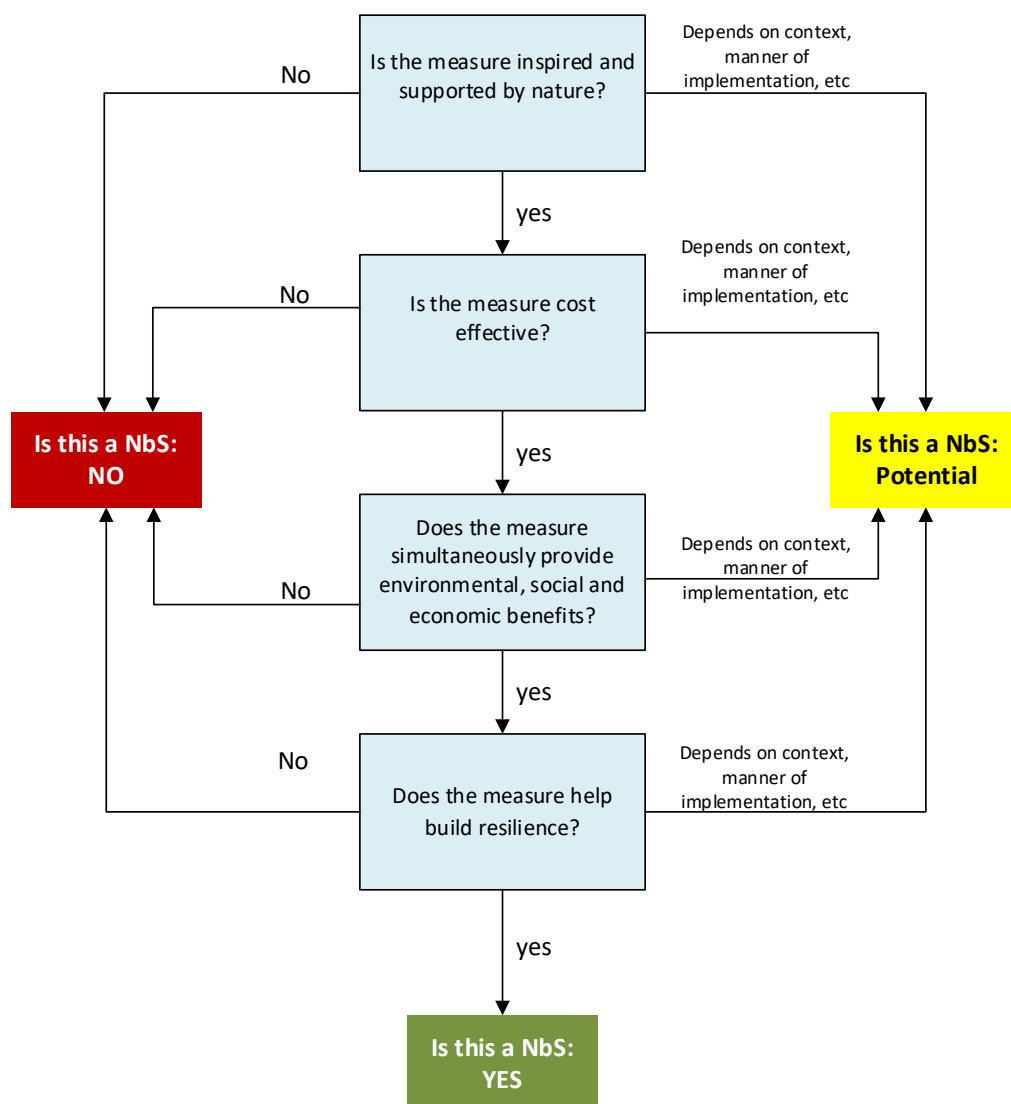 Is the measure inspired and
supported by nature?
No
Depends on context,
manner of
implementation, etc
yes
Is the measure cost
effective?
No
Depends on context,
manner of
implementation, etc
yes
Is this a NbS:
NO
Is this a NbS:
Potential
Does the measure
simultaneously provide
environmental, social and
economic benefits?
No
Depends on context,
manner of
implementation, etc
yes
Does the measure help
build resilience?
No
Depends on context,
manner of
implementation, etc
yes
Is this a NbS:
YES